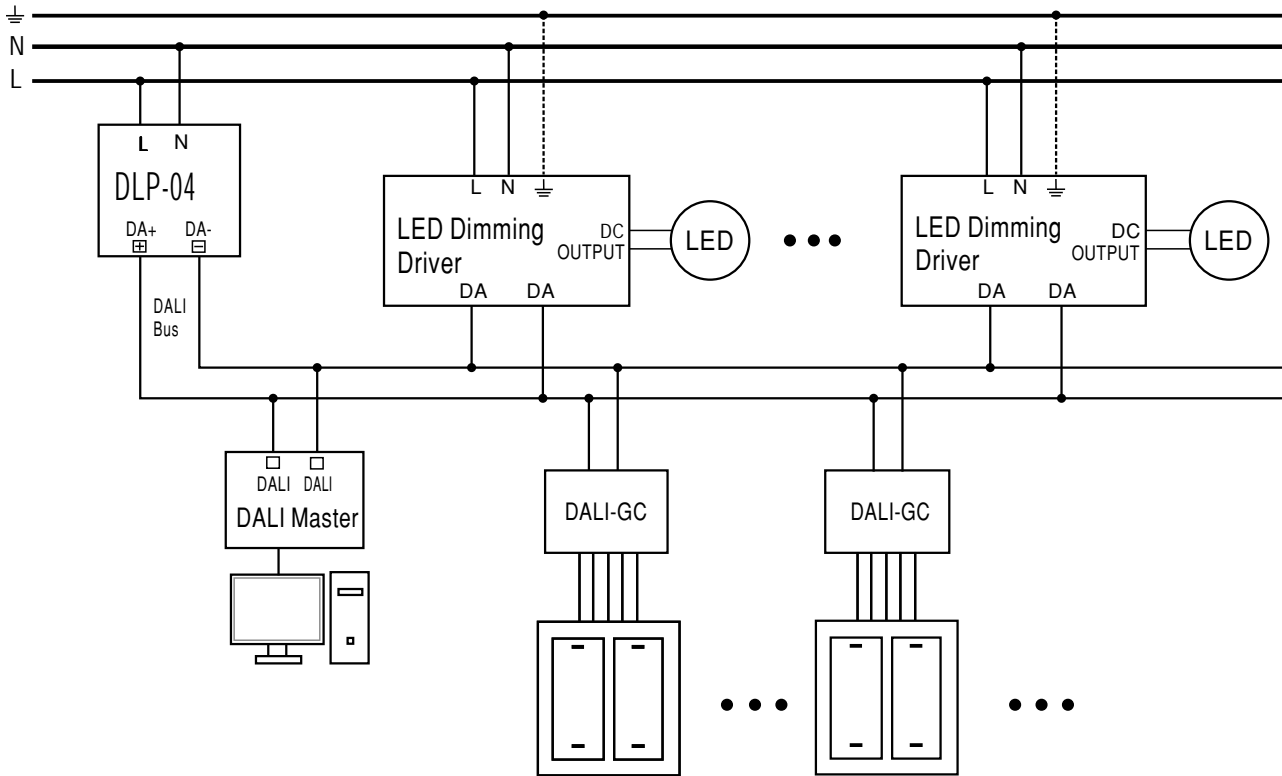 N
L
L N
DLP-04
DA+ DA-
DALI
Bus
L N
LED Dimming
Driver
DC
OUTPUT
LED
DA DA
L N
LED Dimming
Driver
DC
OUTPUT
LED
DA DA
DALI DALI
DALI Master
DALI-GC
DALI-GC